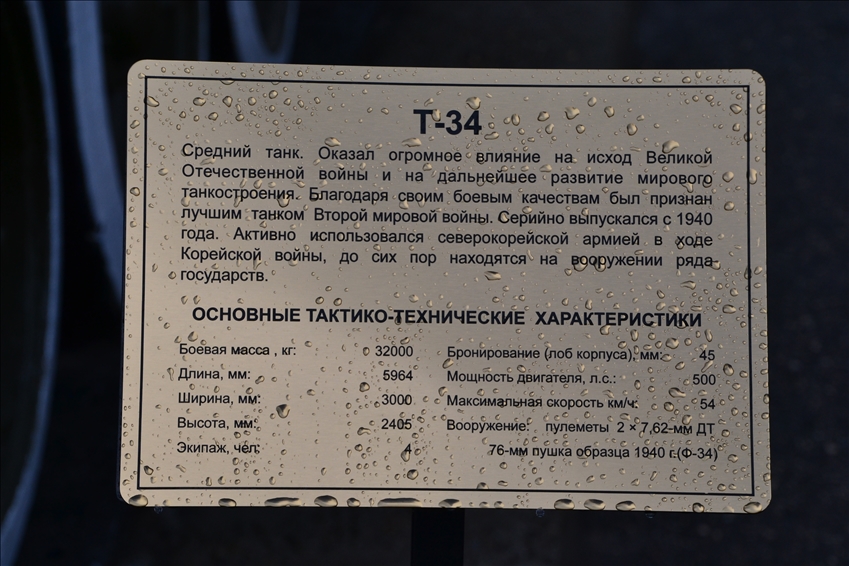 Т-34
Средний танк. Оказал огромное влияние на исход Великой
Отечественной войны и на дальнейшее развитие мирового
танкостроения. Благодаря своим боевым качествам был признан
лучшим танком Второй мировой войны. Серийно выпускался с 1940
года. Активно использовался северокорейской армией в ходе
Корейской войны, до сих пор находятся на вооружении ряда
государств.
ОСНОВНЫЕ ТАКТИКО-ТЕХНИЧЕСКИЕ ХАРАКТЕРИСТИКИ
Боевая масса , кг: 32000 Бронирование (лоб корпуса), мм: 45
Длина, мм: 5964 Мощность двигателя, л.с.: 500
Ширина, мм: 3000 Максимальная скорость км/ч: 54
Высота, мм: 2405 Вооружение: пулеметы 2 × 7,62-мм ДТ
Экипаж, чел: 4 76-мм пушка образца 1940 г.(Ф-34)